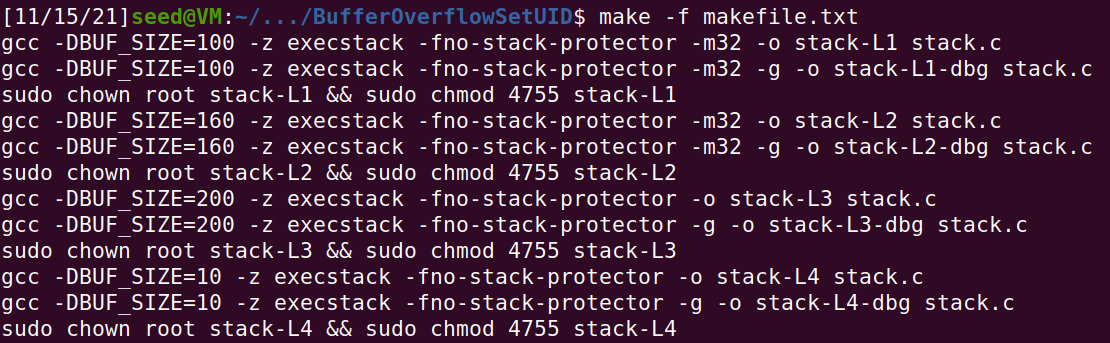 [11/15/21]seed@VM:~/.../BufferOverflowSetUID$ make -f makefile.txt
gcc -DBUF_SIZE=100 -z execstack -fno-stack-protector -m32 -o stack-L1 stack.c
gcc -DBUF_SIZE=100 -z execstack -fno-stack-protector -m32 -g -o stack-L1-dbg stack.c
sudo chown root stack-L1 && sudo chmod 4755 stack-L1
gcc -DBUF_SIZE=160 -z execstack -fno-stack-protector -m32 -o stack-L2 stack.c
gcc -DBUF_SIZE=160 -z execstack -fno-stack-protector -m32 -g -o stack-L2-dbg stack.c
sudo chown root stack-L2 && sudo chmod 4755 stack-L2
gcc -DBUF_SIZE=200 -z execstack -fno-stack-protector -o stack-L3 stack.c
gcc -DBUF_SIZE=200 -z execstack -fno-stack-protector -g -o stack-L3-dbg stack.c
sudo chown root stack-L3 && sudo chmod 4755 stack-L3
gcc -DBUF_SIZE=10 -z execstack -fno-stack-protector -o stack-L4 stack.c
gcc -DBUF_SIZE=10 -z execstack -fno-stack-protector -g -o stack-L4-dbg stack.c
sudo chown root stack-L4 && sudo chmod 4755 stack-L4